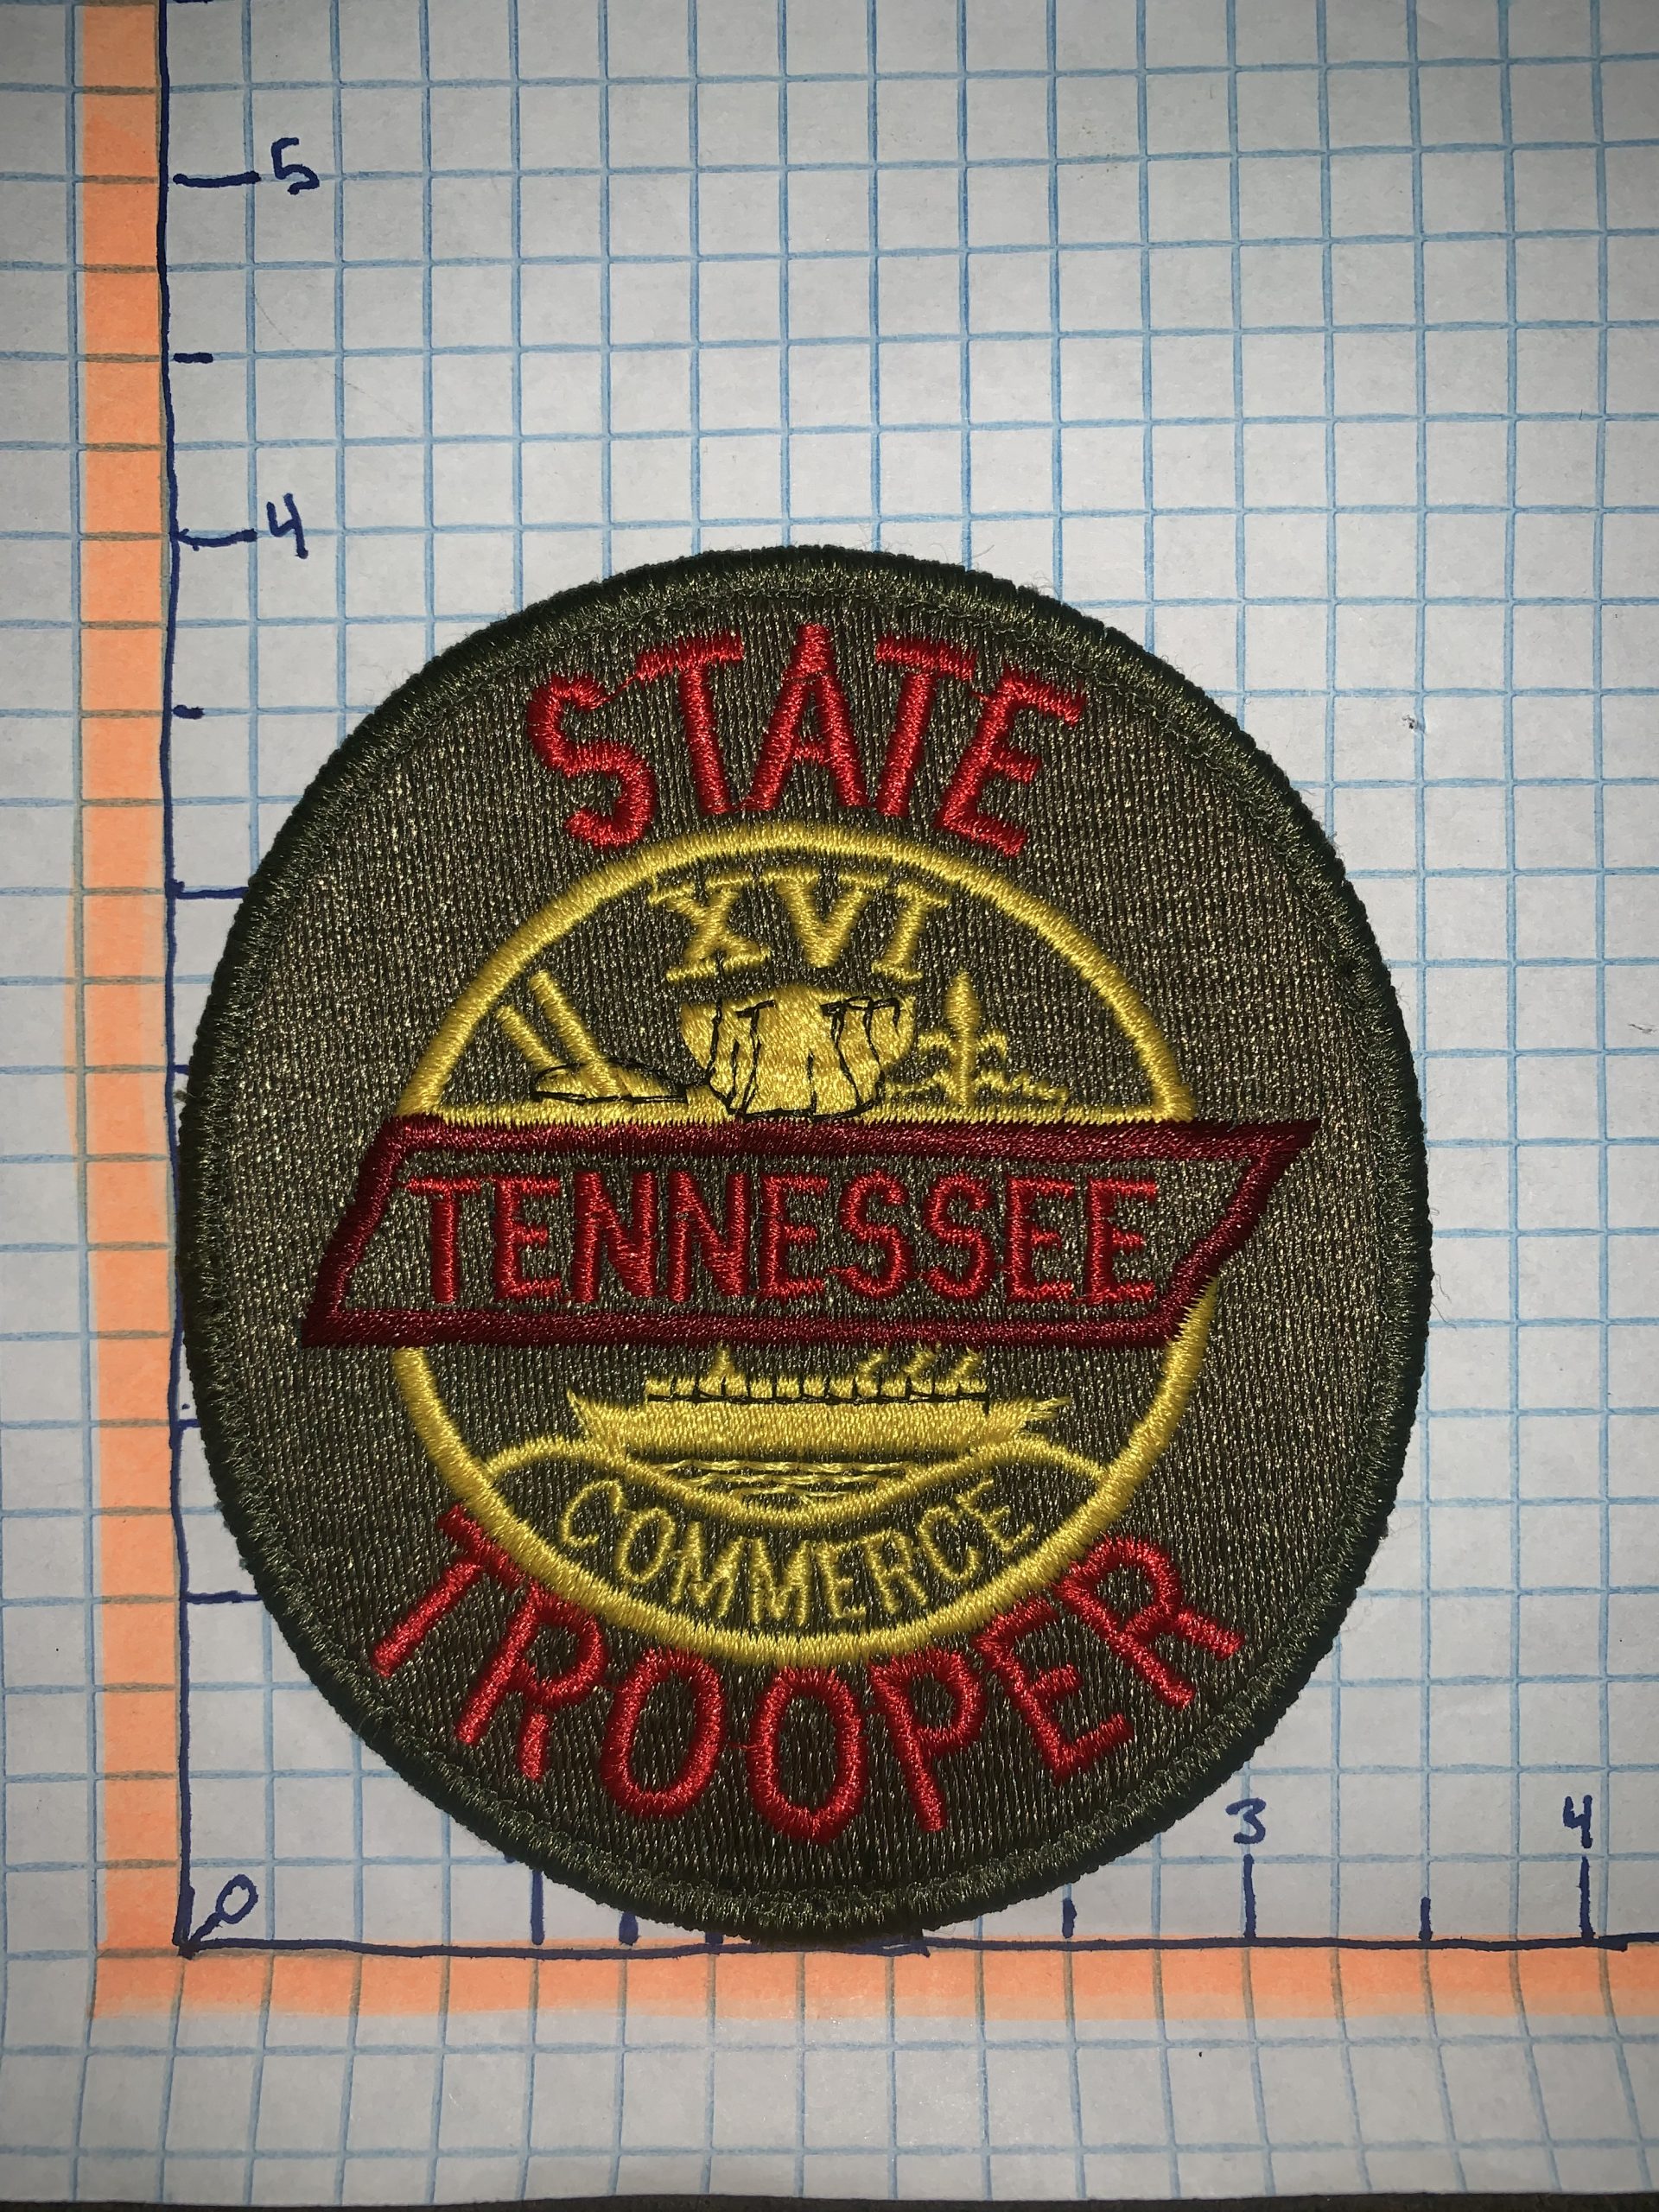 5
4
STATE
XVI
TENNESSEE
COMMERCE
TROOPER
3 4
0